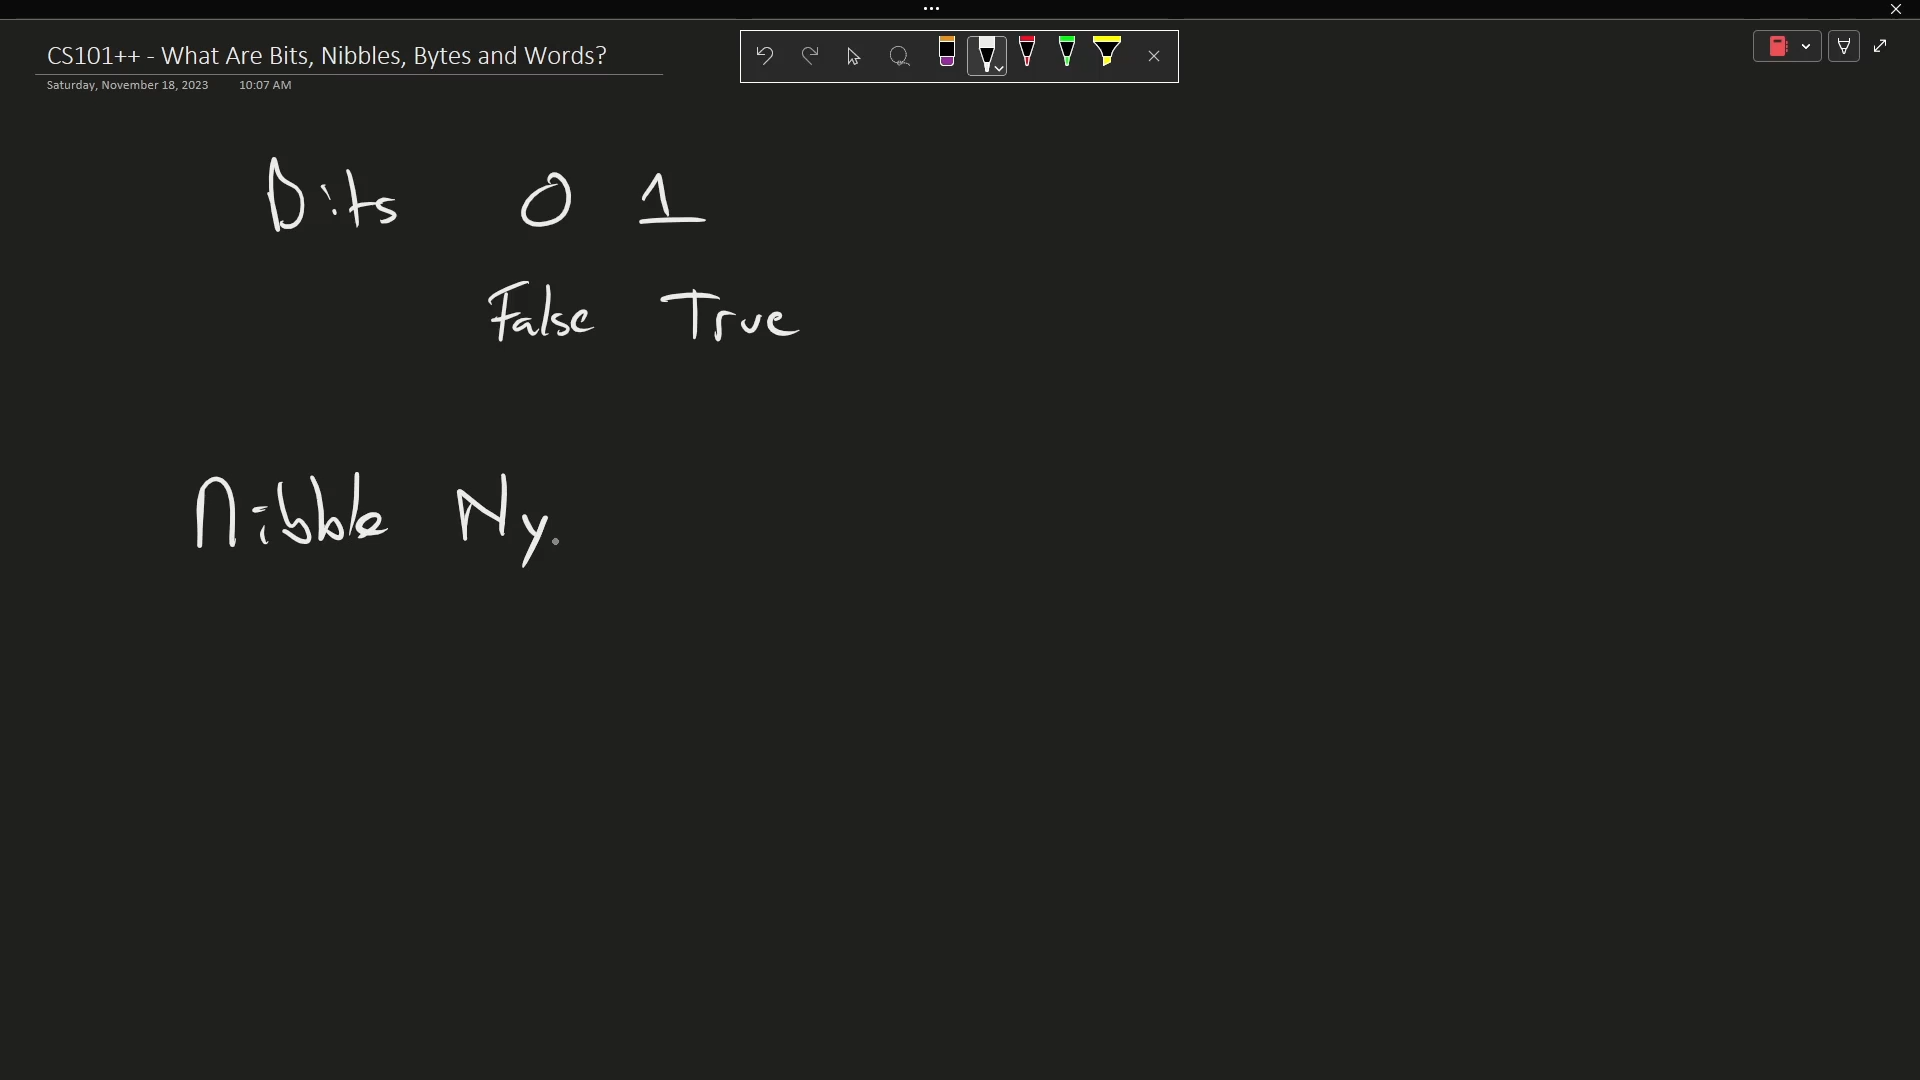 CS101++ - What Are Bits, Nibbles, Bytes and Words?
Saturday, November 18, 2023 10:07 AM
Bits 0 1
False True
Nibble Ny